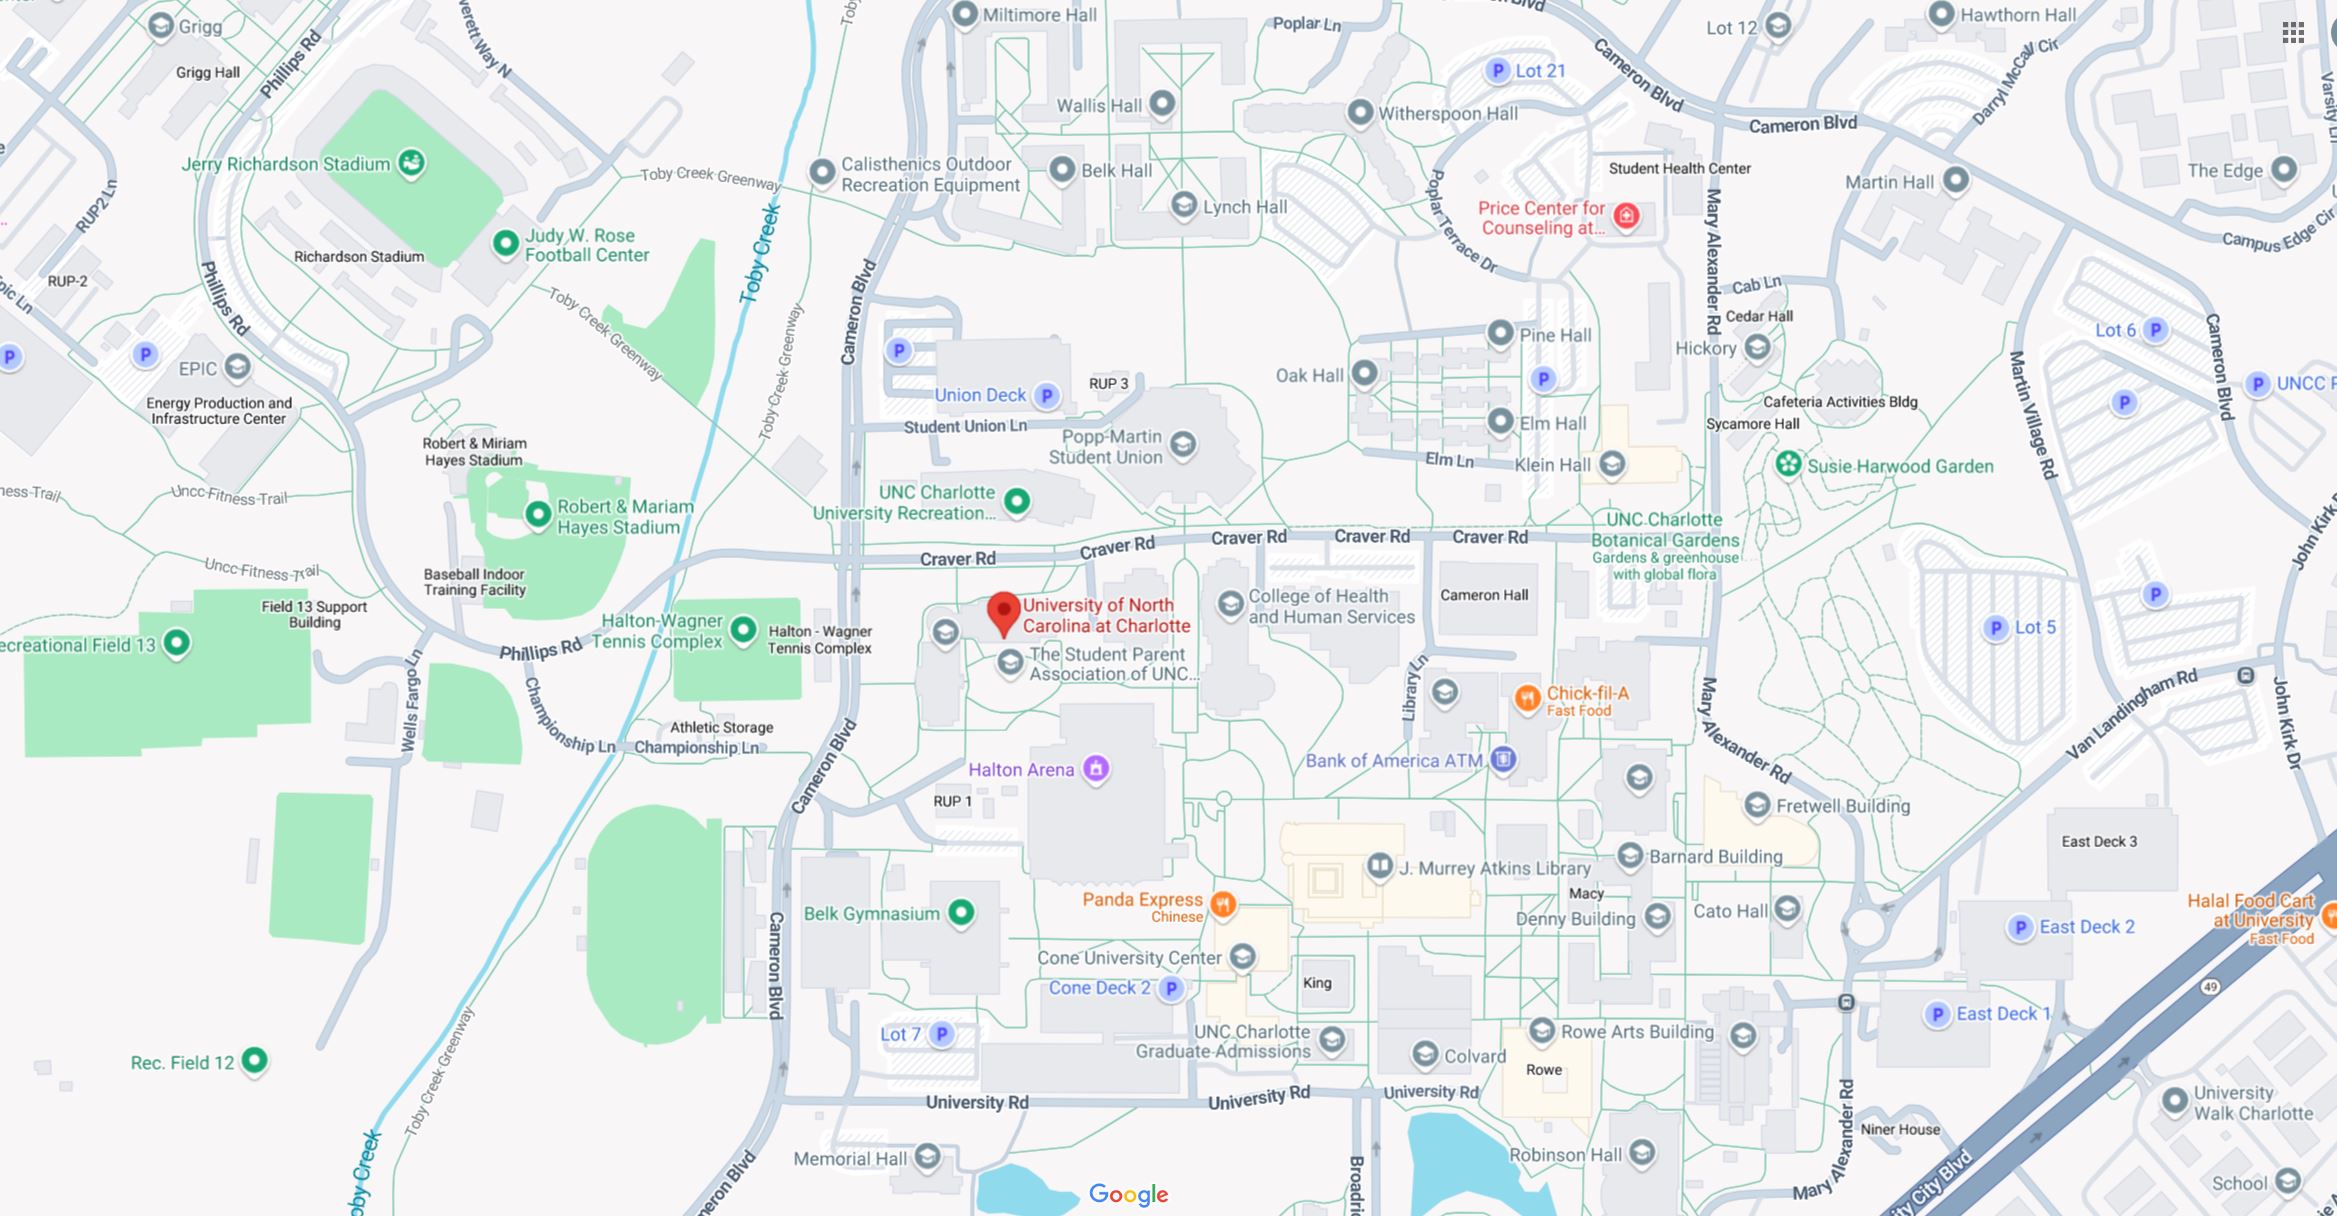 Grigg
Grigg Hall
Phillips Rd
Miltimore Hall
Toby
Poplar Ln
Cameron Blvd
Lot 12
Hawthorn Hall
Darryl McCall Cir
Lot 21
Wallis Hall
Witherspoon Hall
Cameron Blvd
Jerry Richardson Stadium
Toby Creek Greenway
Calisthenics Outdoor
Recreation Equipment
Belk Hall
Student Health Center
Martin Hall
The Edge
RUP2 Ln
Lynch Hall
Poplar Terrace Dr
Price Center for
Counseling at...
Mary Alexander Rd
Campus Edge Cir
Judy W. Rose
Football Center
Richardson Stadium
Toby Creek
RUP-2
Phillips Rd
Toby Creek Greenway
Toby Creek Greenway
Cameron Blvd
Cab Ln
Cedar Hall
Hickory
Pine Hall
Lot 6
Cameron Blvd
P
P
EPIC
Energy Production and
Infrastructure Center
P
Union Deck P
RUP 3
Oak Hall
P
P
P
Martin Village Rd
Cafeteria Activities Bldg
Sycamore Hall
Student Union Ln
Popp-Martin
Student Union
Elm Hall
Elm Ln
Klein Hall
Susie Harwood Garden
Robert & Miriam
Hayes Stadium
Uncc Fitness Trail
Robert & Mariam
Hayes Stadium
UNC Charlotte
University Recreation...
Craver Rd
Craver Rd
Craver Rd
Craver Rd
Craver Rd
UNC Charlotte
Botanical Gardens
Gardens & greenhouse
with global flora
Uncc Fitness Trail
Baseball Indoor
Training Facility
Field 13 Support
Building
Halton-Wagner
Tennis Complex
Halton - Wagner
Tennis Complex
University of North
Carolina at Charlotte
The Student Parent
Association of UNC...
College of Health
and Human Services
Cameron Hall
P
Lot 5
Phillips Rd
Wells Fargo Ln
Championship Ln
Championship Ln
Athletic Storage
Cameron Blvd
Library Ln
Chick-fil-A
Fast Food
Mary Alexander Rd
Van Landingham Rd
John Kirk Dr
Halton Arena
Bank of America ATM
RUP 1
Fretwell Building
East Deck 3
J. Murrey Atkins Library
Barnard Building
Macy
Belk Gymnasium
Panda Express
Chinese
Denny Building
Cato Hall
East Deck 2
Halal Food Cart
at University
Fast Food
Cameron Blvd
Cone University Center
Cone Deck 2
King
49
East Deck 1
Lot 7
UNC Charlotte
Graduate Admissions
Colvard
Rowe Arts Building
Rowe
Rec. Field 12
Toby Creek Greenway
University Rd
University Rd
University Rd
Mary Alexander Rd
Niner House
University
Walk Charlotte
Memorial Hall
Robinson Hall
School
Google